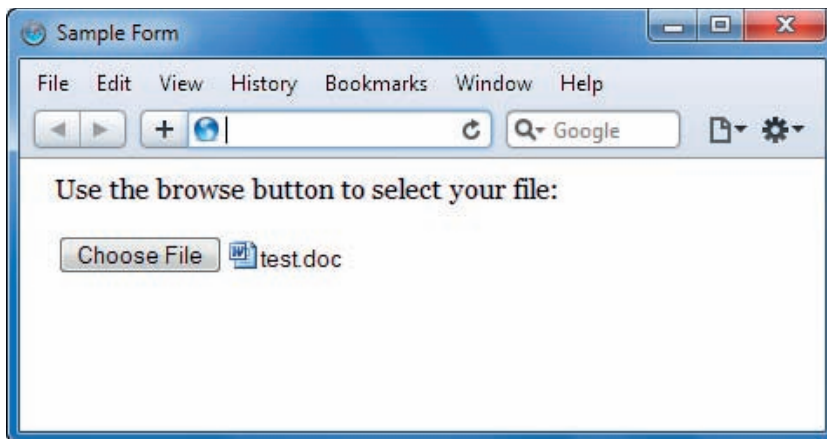 Sample Form
File Edit View History Bookmarks Window Help
Google
Use the browse button to select your file:
Choose File test.doc